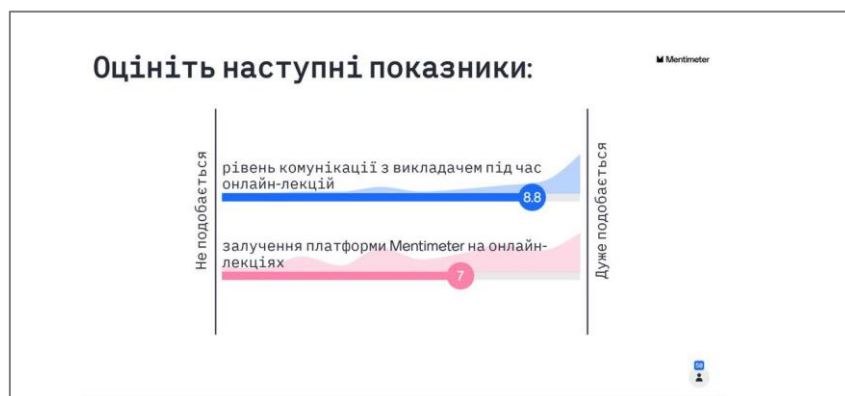 Оцініть наступні показники:
Mentimeter
Не подобається
рівень комунікації з викладачем під час
онлайн-лекцій
8.8
залучення платформи Mentimeter на онлайн-
лекціях
7
Дуже подобається